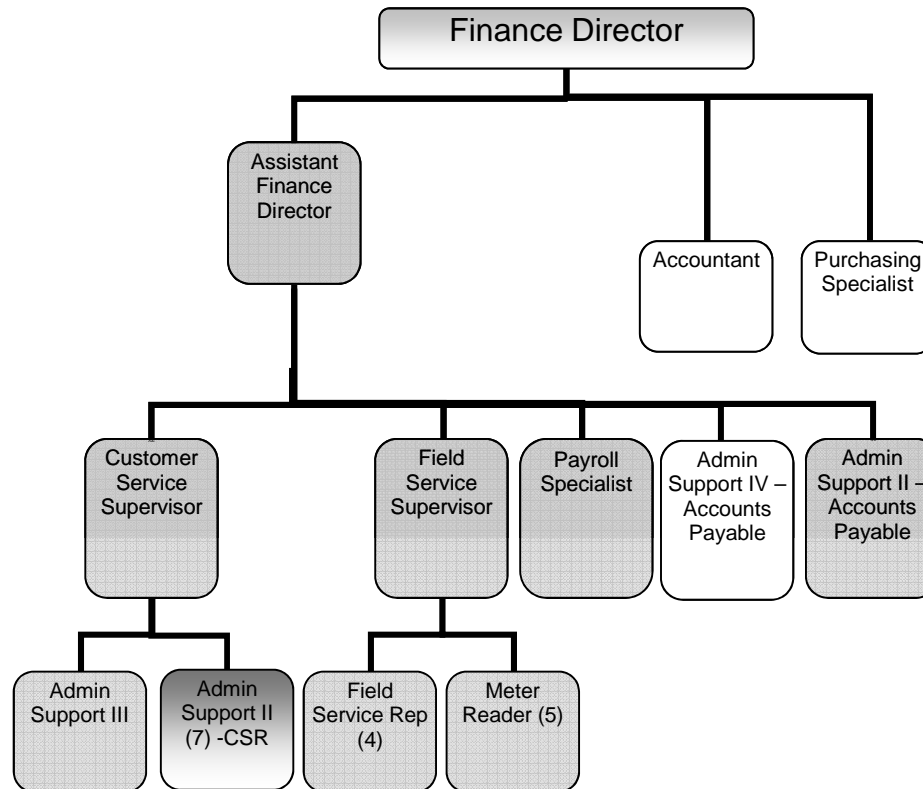 Finance Director
Assistant
Finance
Director
Accountant
Purchasing
Specialist
Customer
Service
Supervisor
Field
Service
Supervisor
Payroll
Specialist
Admin
Support IV –
Accounts
Payable
Admin
Support II –
Accounts
Payable
Admin
Support III
Admin
Support II
(7) -CSR
Field
Service Rep
(4)
Meter
Reader (5)